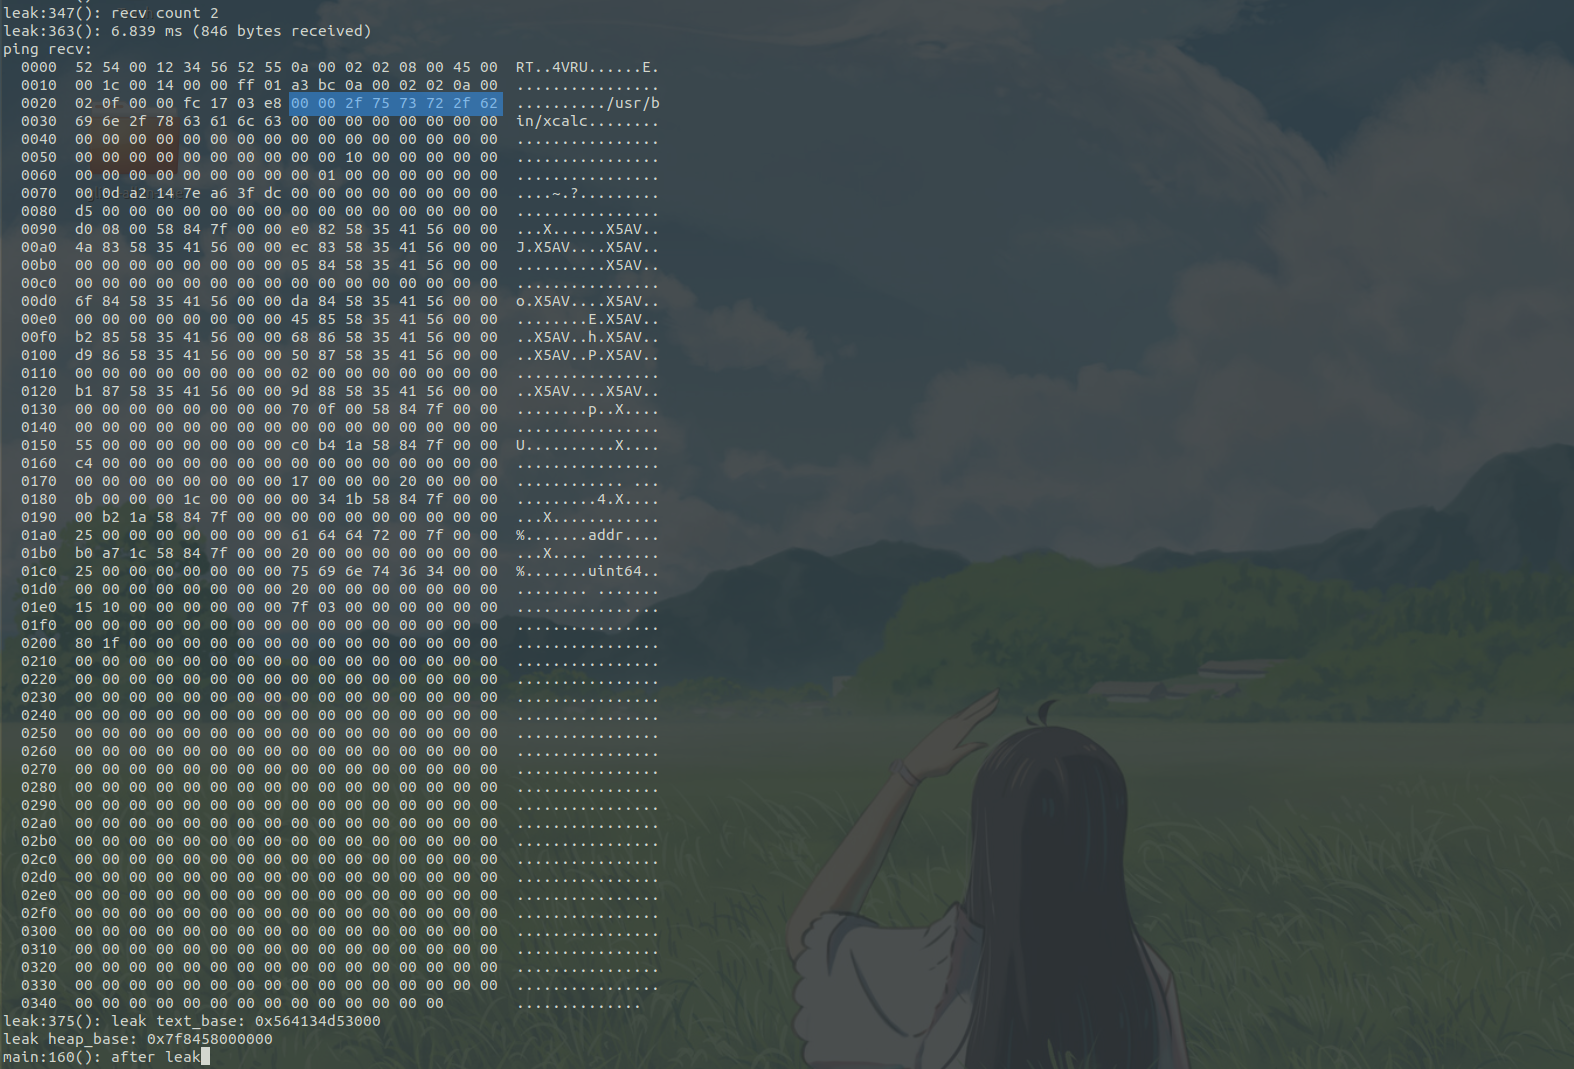 leak:347(): recv count 2
leak:363(): 6.839 ms (846 bytes received)
ping recv:
0000  52 54 00 12 34 56 52 55 0a 00 02 02 08 00 45 00  RT..4VRU......E.
0010  00 1c 00 14 00 00 ff 01 a3 bc 0a 00 02 02 0a 00  ................
0020  02 0f 00 00 fc 17 03 e8 00 00 2f 75 73 72 2f 62  ........../usr/b
0030  69 6e 2f 78 63 61 6c 63 00 00 00 00 00 00 00 00  in/xcalc........
0040  00 00 00 00 00 00 00 00 00 00 00 00 00 00 00 00  ................
0050  00 00 00 00 00 00 00 00 00 00 10 00 00 00 00 00  ................
0060  00 00 00 00 00 00 00 00 00 01 00 00 00 00 00 00  ................
0070  00 0d a2 14 7e a6 3f dc 00 00 00 00 00 00 00 00  ....~.?.........
0080  d5 00 00 00 00 00 00 00 00 00 00 00 00 00 00 00  ................
0090  d0 08 00 58 84 7f 00 00 e0 82 58 35 41 56 00 00  ...X......X5AV..
00a0  4a 83 58 35 41 56 00 00 ec 83 58 35 41 56 00 00  J.X5AV....X5AV..
00b0  00 00 00 00 00 00 00 00 05 84 58 35 41 56 00 00  ..........X5AV..
00c0  00 00 00 00 00 00 00 00 00 00 00 00 00 00 00 00  ................
00d0  6f 84 58 35 41 56 00 00 da 84 58 35 41 56 00 00  o.X5AV....X5AV..
00e0  00 00 00 00 00 00 00 00 45 85 58 35 41 56 00 00  ........E.X5AV..
00f0  b2 85 58 35 41 56 00 00 68 86 58 35 41 56 00 00  ..X5AV..h.X5AV..
0100  d9 86 58 35 41 56 00 00 50 87 58 35 41 56 00 00  ..X5AV..P.X5AV..
0110  00 00 00 00 00 00 00 00 02 00 00 00 00 00 00 00  ................
0120  b1 87 58 35 41 56 00 00 9d 88 58 35 41 56 00 00  ..X5AV....X5AV..
0130  00 00 00 00 00 00 00 00 70 0f 00 58 84 7f 00 00  ........p..X....
0140  00 00 00 00 00 00 00 00 00 00 00 00 00 00 00 00  ................
0150  55 00 00 00 00 00 00 00 c0 b4 1a 58 84 7f 00 00  U..........X....
0160  c4 00 00 00 00 00 00 00 00 00 00 00 00 00 00 00  ................
0170  00 00 00 00 00 00 00 00 17 00 00 00 20 00 00 00  ............ ...
0180  0b 00 00 00 1c 00 00 00 00 34 1b 58 84 7f 00 00  .........4.X....
0190  00 b2 1a 58 84 7f 00 00 00 00 00 00 00 00 00 00  ...X............
01a0  25 00 00 00 00 00 00 00 61 64 64 72 00 7f 00 00  %.......addr....
01b0  b0 a7 1c 58 84 7f 00 00 20 00 00 00 00 00 00 00  ...X.... .......
01c0  25 00 00 00 00 00 00 00 75 69 6e 74 36 34 00 00  %.......uint64..
01d0  00 00 00 00 00 00 00 00 20 00 00 00 00 00 00 00  ........ .......
01e0  15 10 00 00 00 00 00 00 7f 03 00 00 00 00 00 00  ................
01f0  00 00 00 00 00 00 00 00 00 00 00 00 00 00 00 00  ................
0200  80 1f 00 00 00 00 00 00 00 00 00 00 00 00 00 00  ................
0210  00 00 00 00 00 00 00 00 00 00 00 00 00 00 00 00  ................
0220  00 00 00 00 00 00 00 00 00 00 00 00 00 00 00 00  ................
0230  00 00 00 00 00 00 00 00 00 00 00 00 00 00 00 00  ................
0240  00 00 00 00 00 00 00 00 00 00 00 00 00 00 00 00  ................
0250  00 00 00 00 00 00 00 00 00 00 00 00 00 00 00 00  ................
0260  00 00 00 00 00 00 00 00 00 00 00 00 00 00 00 00  ................
0270  00 00 00 00 00 00 00 00 00 00 00 00 00 00 00 00  ................
0280  00 00 00 00 00 00 00 00 00 00 00 00 00 00 00 00  ................
0290  00 00 00 00 00 00 00 00 00 00 00 00 00 00 00 00  ................
02a0  00 00 00 00 00 00 00 00 00 00 00 00 00 00 00 00  ................
02b0  00 00 00 00 00 00 00 00 00 00 00 00 00 00 00 00  ................
02c0  00 00 00 00 00 00 00 00 00 00 00 00 00 00 00 00  ................
02d0  00 00 00 00 00 00 00 00 00 00 00 00 00 00 00 00  ................
02e0  00 00 00 00 00 00 00 00 00 00 00 00 00 00 00 00  ................
02f0  00 00 00 00 00 00 00 00 00 00 00 00 00 00 00 00  ................
0300  00 00 00 00 00 00 00 00 00 00 00 00 00 00 00 00  ................
0310  00 00 00 00 00 00 00 00 00 00 00 00 00 00 00 00  ................
0320  00 00 00 00 00 00 00 00 00 00 00 00 00 00 00 00  ................
0330  00 00 00 00 00 00 00 00 00 00 00 00 00 00 00 00  ................
0340  00 00 00 00 00 00 00 00 00 00 00 00 00 00  ..............
leak:375(): leak text_base: 0x564134d53000
leak heap_base: 0x7f8458000000
main:160(): after leak